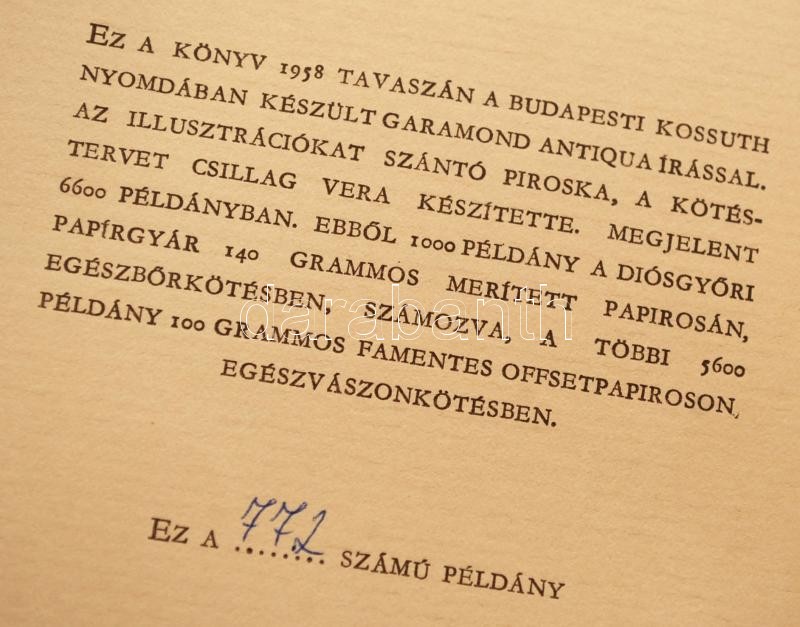 Ez a könyv 1958 tavaszán a Budapesti Kossuth
Nyomdában készült Garamond antiqua írással.
Az illusztrációkat Szántó Piroska, a kötés-
tervet Csillag Vera készítette. Megjelent
6600 példányban. Ebből 1000 példány a Diósgyőri
Papírgyár 140 grammos merített papirosán,
egészbőrkötésben, számozva, a többi 5600
példány 100 grammos famentes offsetpapiroson,
egészvászonkötésben.
darabanth
Ez a 772 számú példány